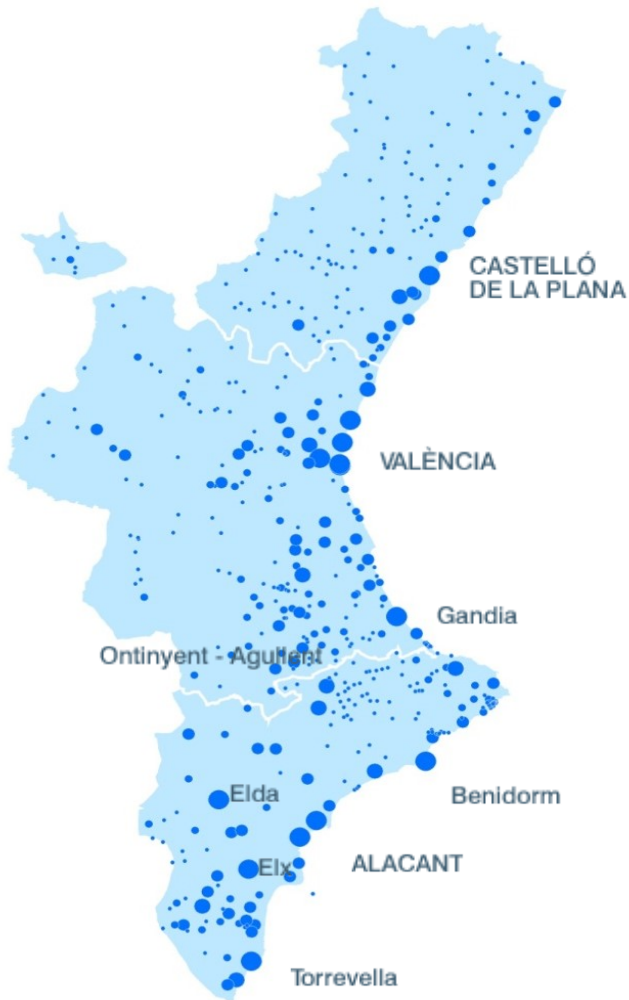 CASTELLÓ
DE LA PLANA
VALÈNCIA
Gandia
Ontinyent - Agullent
Elda
Benidorm
Elx
ALACANT
Torrevella